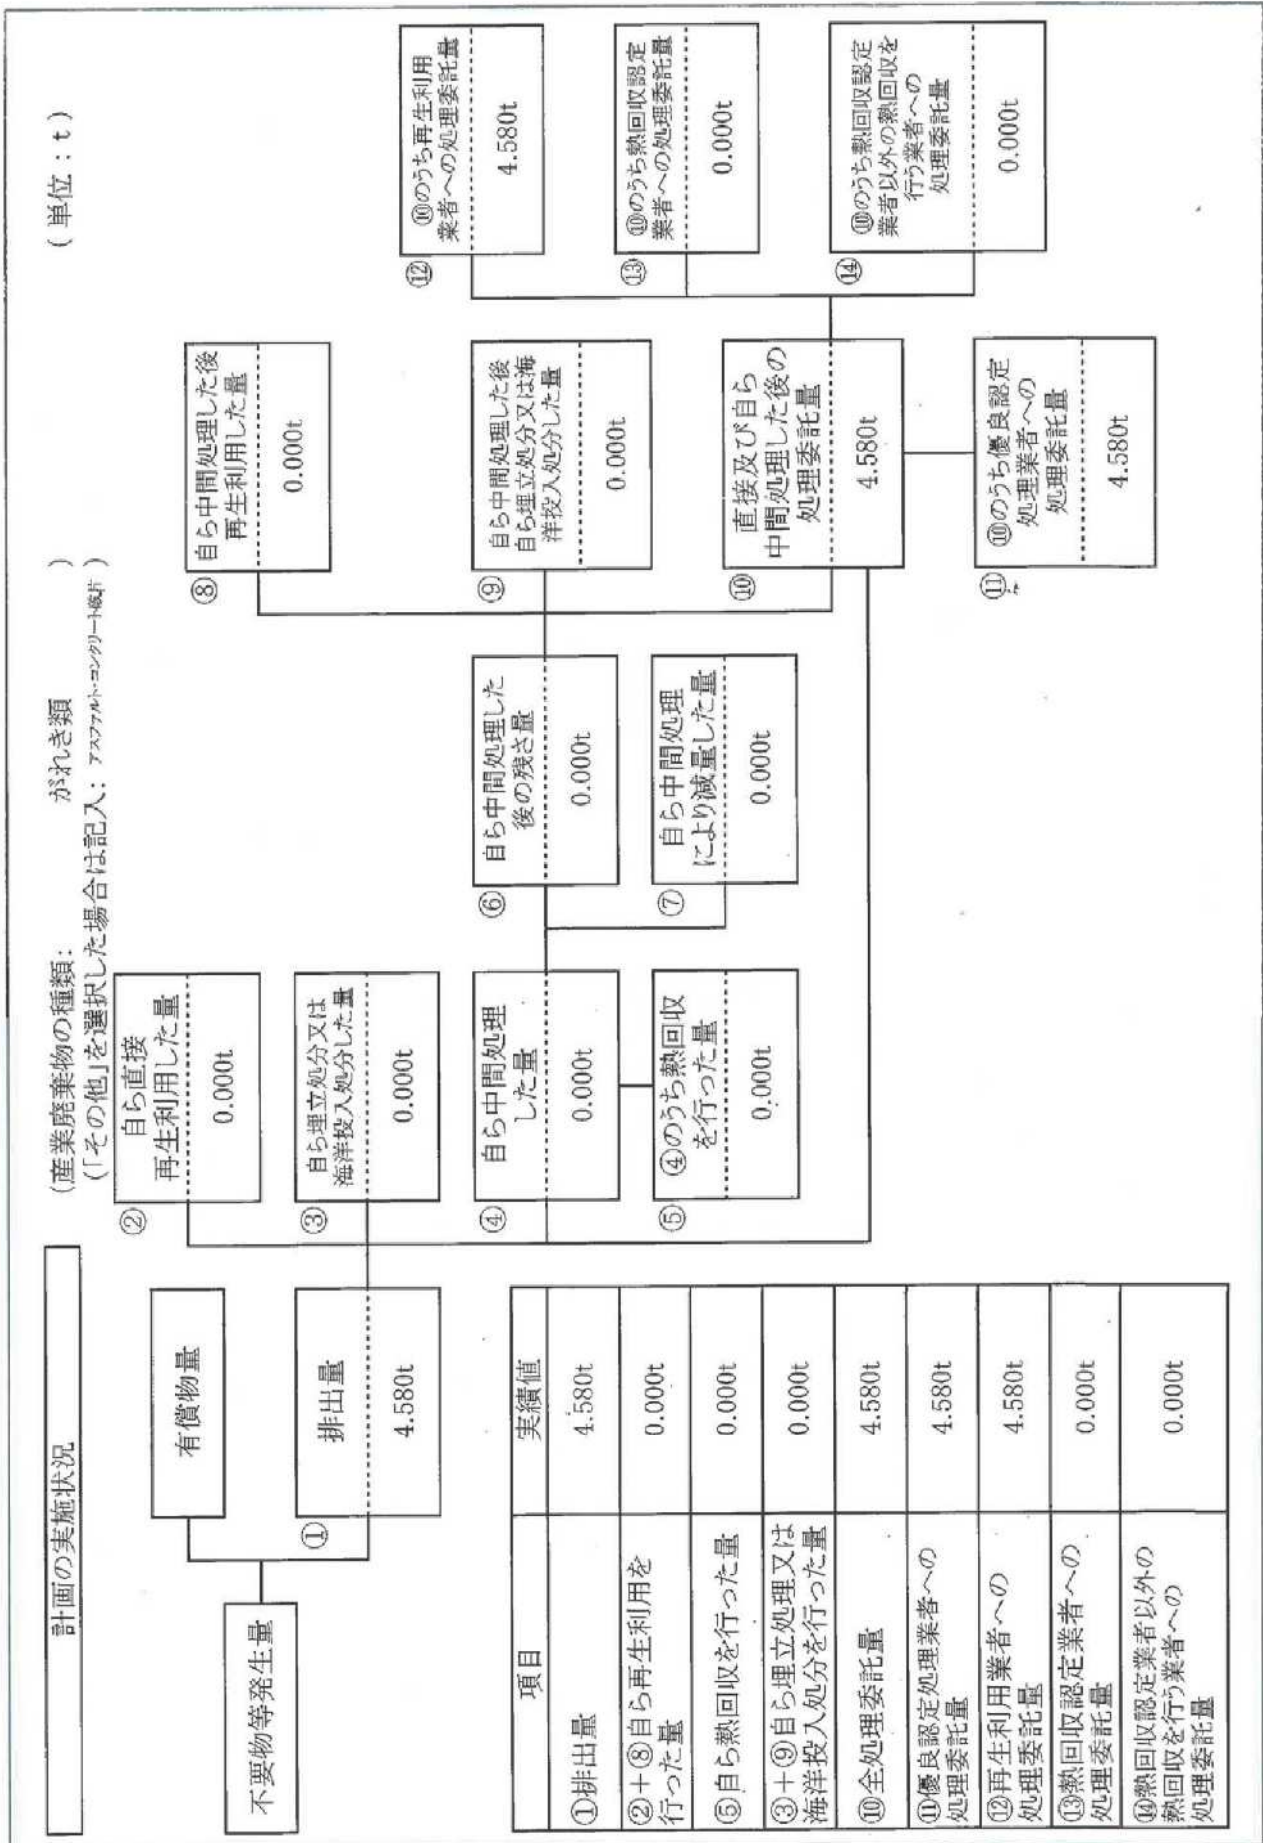 計画の実施状況
(産業廃棄物の種類: がれき類 )
(「その他」を選択した場合は記入: アスファルト・コンクリート破片 )
(単位:t)
不要物等発生量
有償物量
①
排出量
4.580t
②
自ら直接
再生利用した量
0.000t
③
自ら埋立処分又は
海洋投入処分した量
0.000t
④
自ら中間処理
した量
0.000t
⑤
④のうち熱回収
を行った量
0.000t
⑥
自ら中間処理した
後の残さ量
0.000t
⑦
自ら中間処理
により減量した量
0.000t
⑧
自ら中間処理した後
再生利用した量
0.000t
⑨
自ら中間処理した後
自ら埋立処分又は海
洋投入処分した量
0.000t
⑩
直接及び自ら
中間処理した後の
処理委託量
4.580t
⑪
⑩のうち優良認定
処理業者への
処理委託量
4.580t
⑫
⑩のうち再生利用
業者への処理委託量
4.580t
⑬
⑩のうち熱回収認定
業者への処理委託量
0.000t
⑭
⑩のうち熱回収認定
業者以外の熱回収を
行う業者への
処理委託量
0.000t
項目 実績値
①排出量 4.580t
②+⑧自ら再生利用を
行った量 0.000t
⑤自ら熱回収を行った量 0.000t
③+⑨自ら埋立処理又は
海洋投入処分を行った量 0.000t
⑩全処理委託量 4.580t
⑪優良認定処理業者への
処理委託量 4.580t
⑫再生利用業者への
処理委託量 4.580t
⑬熱回収認定業者への
処理委託量 0.000t
⑭熱回収認定業者以外の
熱回収を行う業者への
処理委託量 0.000t